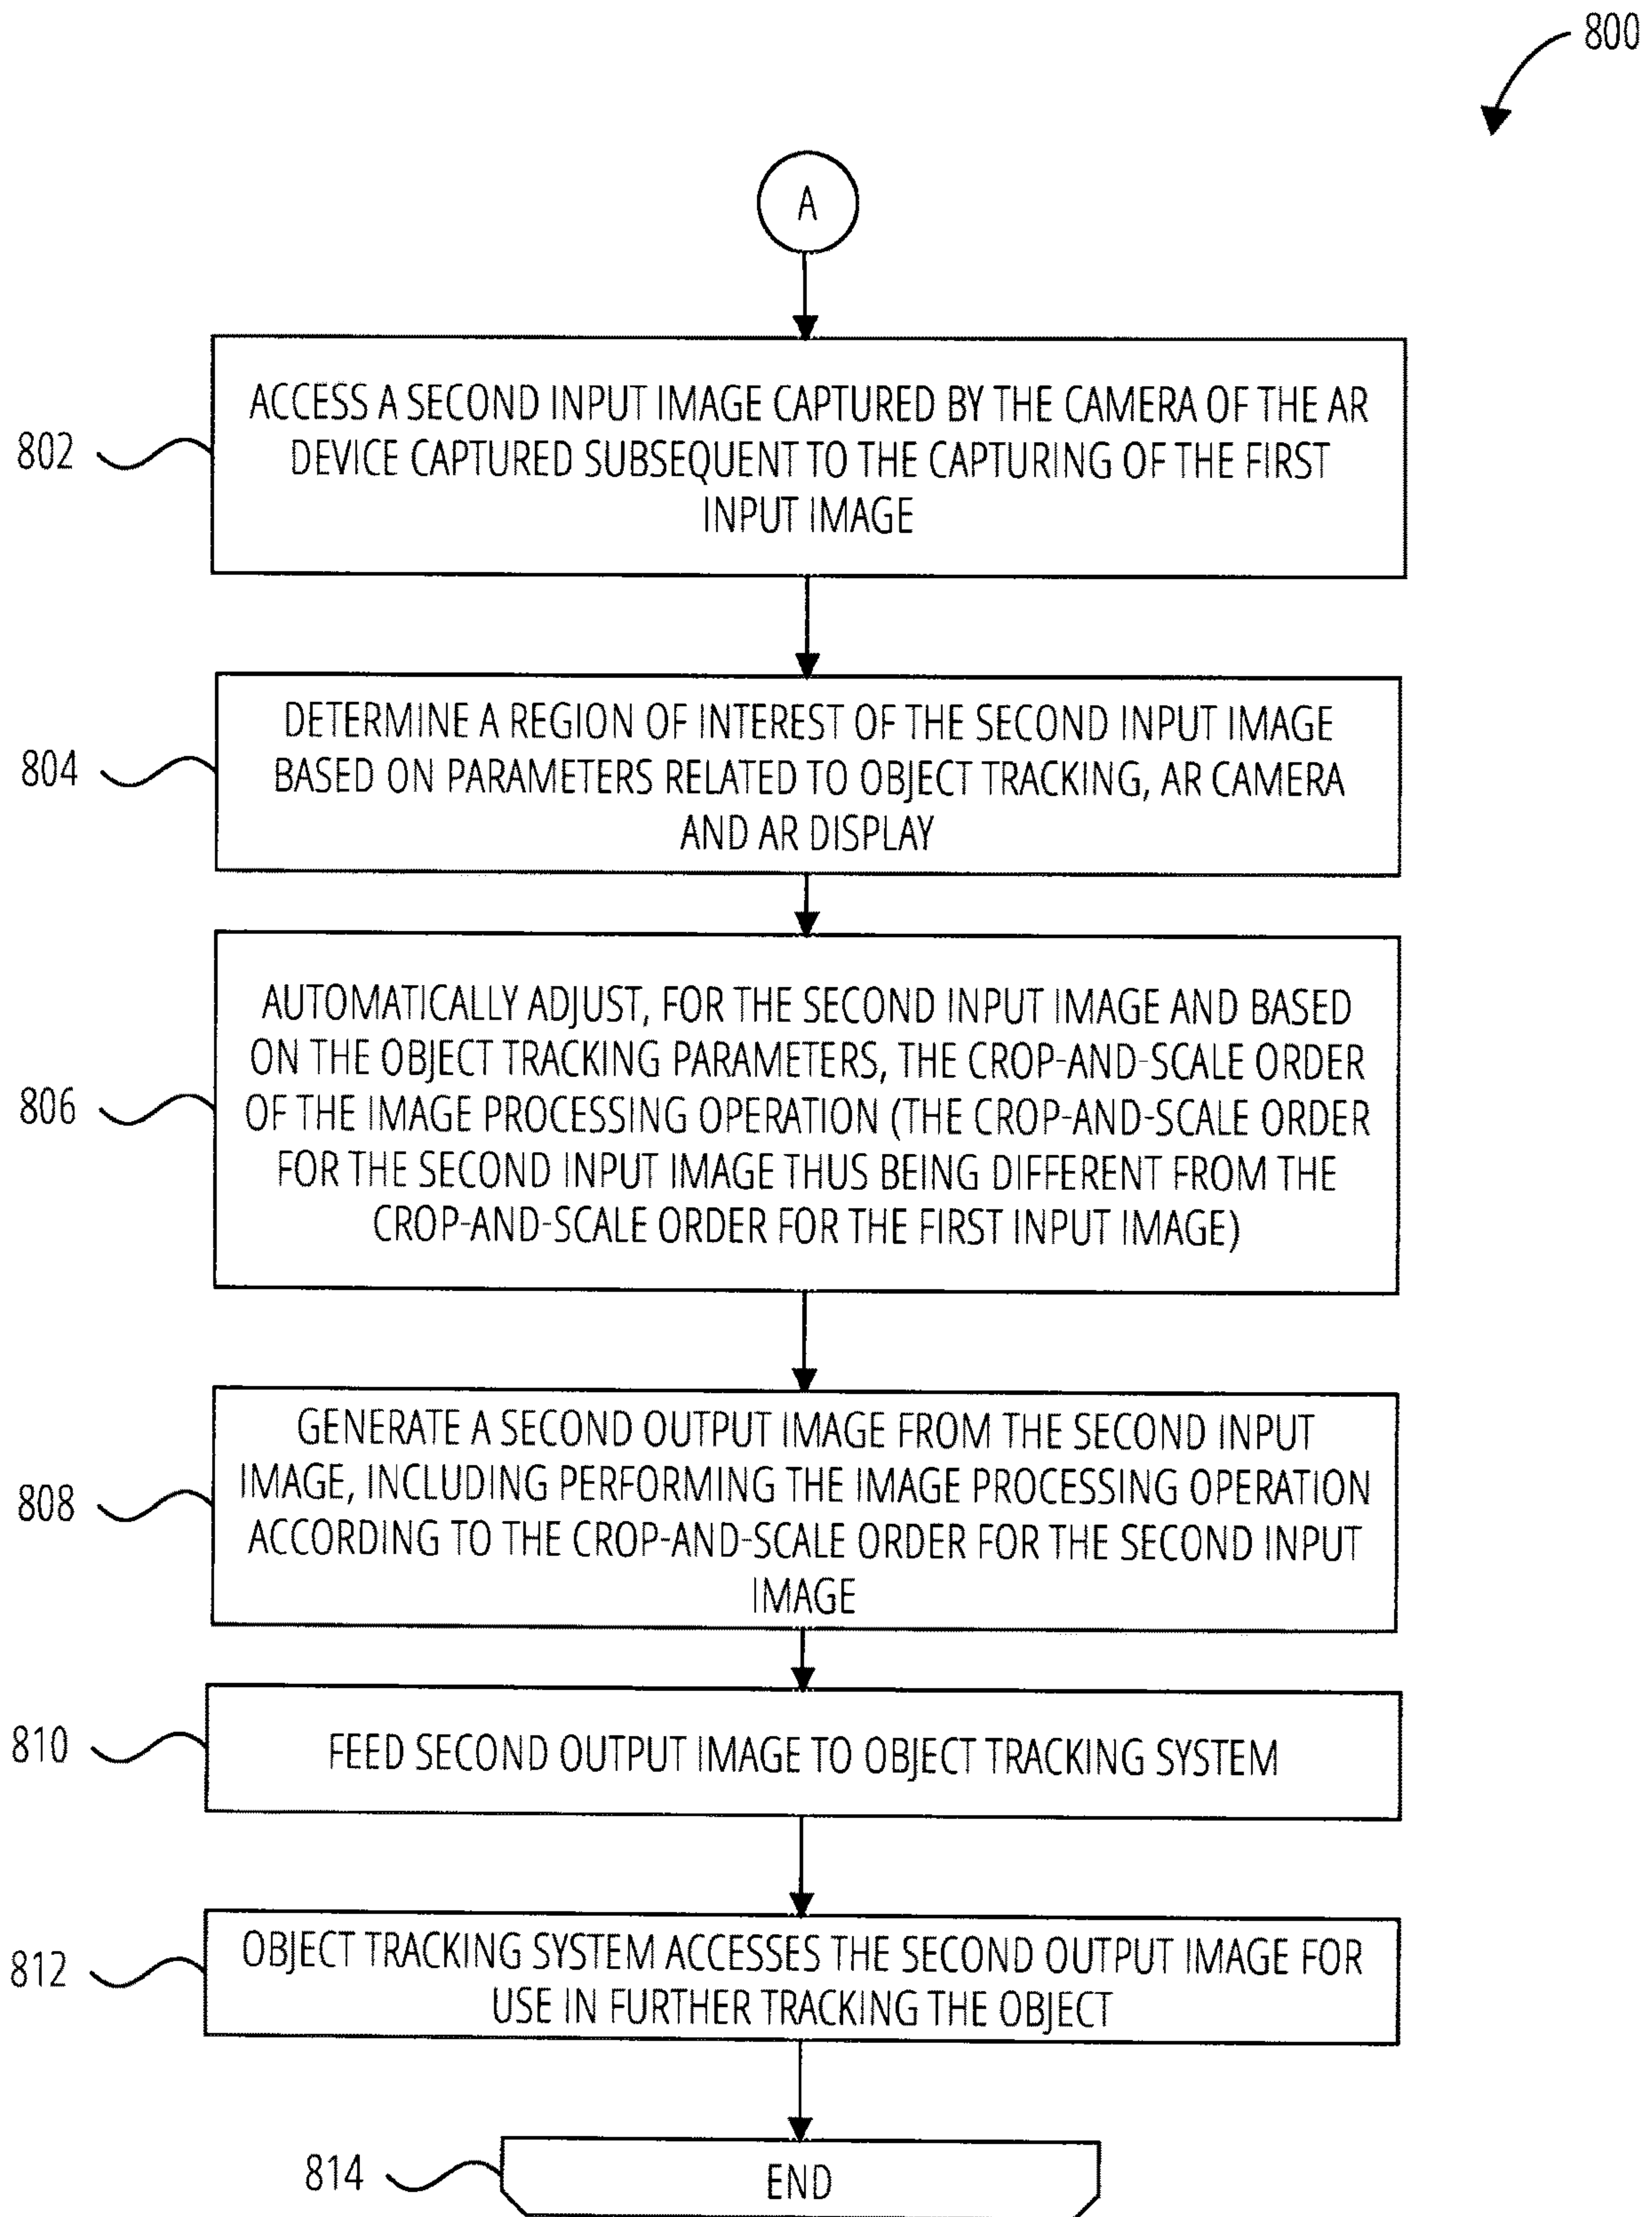 800
A
802
ACCESS A SECOND INPUT IMAGE CAPTURED BY THE CAMERA OF THE AR
DEVICE CAPTURED SUBSEQUENT TO THE CAPTURING OF THE FIRST
INPUT IMAGE
804
DETERMINE A REGION OF INTEREST OF THE SECOND INPUT IMAGE
BASED ON PARAMETERS RELATED TO OBJECT TRACKING, AR CAMERA
AND AR DISPLAY
806
AUTOMATICALLY ADJUST, FOR THE SECOND INPUT IMAGE AND BASED
ON THE OBJECT TRACKING PARAMETERS, THE CROP-AND-SCALE ORDER
OF THE IMAGE PROCESSING OPERATION (THE CROP-AND-SCALE ORDER
FOR THE SECOND INPUT IMAGE THUS BEING DIFFERENT FROM THE
CROP-AND-SCALE ORDER FOR THE FIRST INPUT IMAGE)
808
GENERATE A SECOND OUTPUT IMAGE FROM THE SECOND INPUT
IMAGE, INCLUDING PERFORMING THE IMAGE PROCESSING OPERATION
ACCORDING TO THE CROP-AND-SCALE ORDER FOR THE SECOND INPUT
IMAGE
810
FEED SECOND OUTPUT IMAGE TO OBJECT TRACKING SYSTEM
812
OBJECT TRACKING SYSTEM ACCESSES THE SECOND OUTPUT IMAGE FOR
USE IN FURTHER TRACKING THE OBJECT
814
END